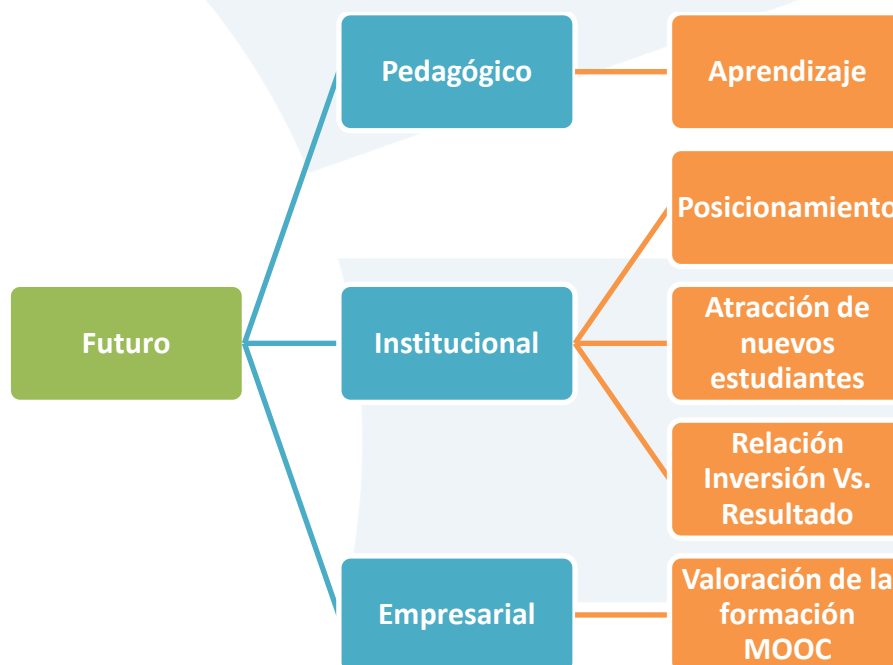 Pedagógico
Aprendizaje
Posicionamiento
Futuro
Institucional
Atracción de
nuevos
estudiantes
Relación
Inversión Vs.
Resultado
Empresarial
Valoración de la
formación
MOOC